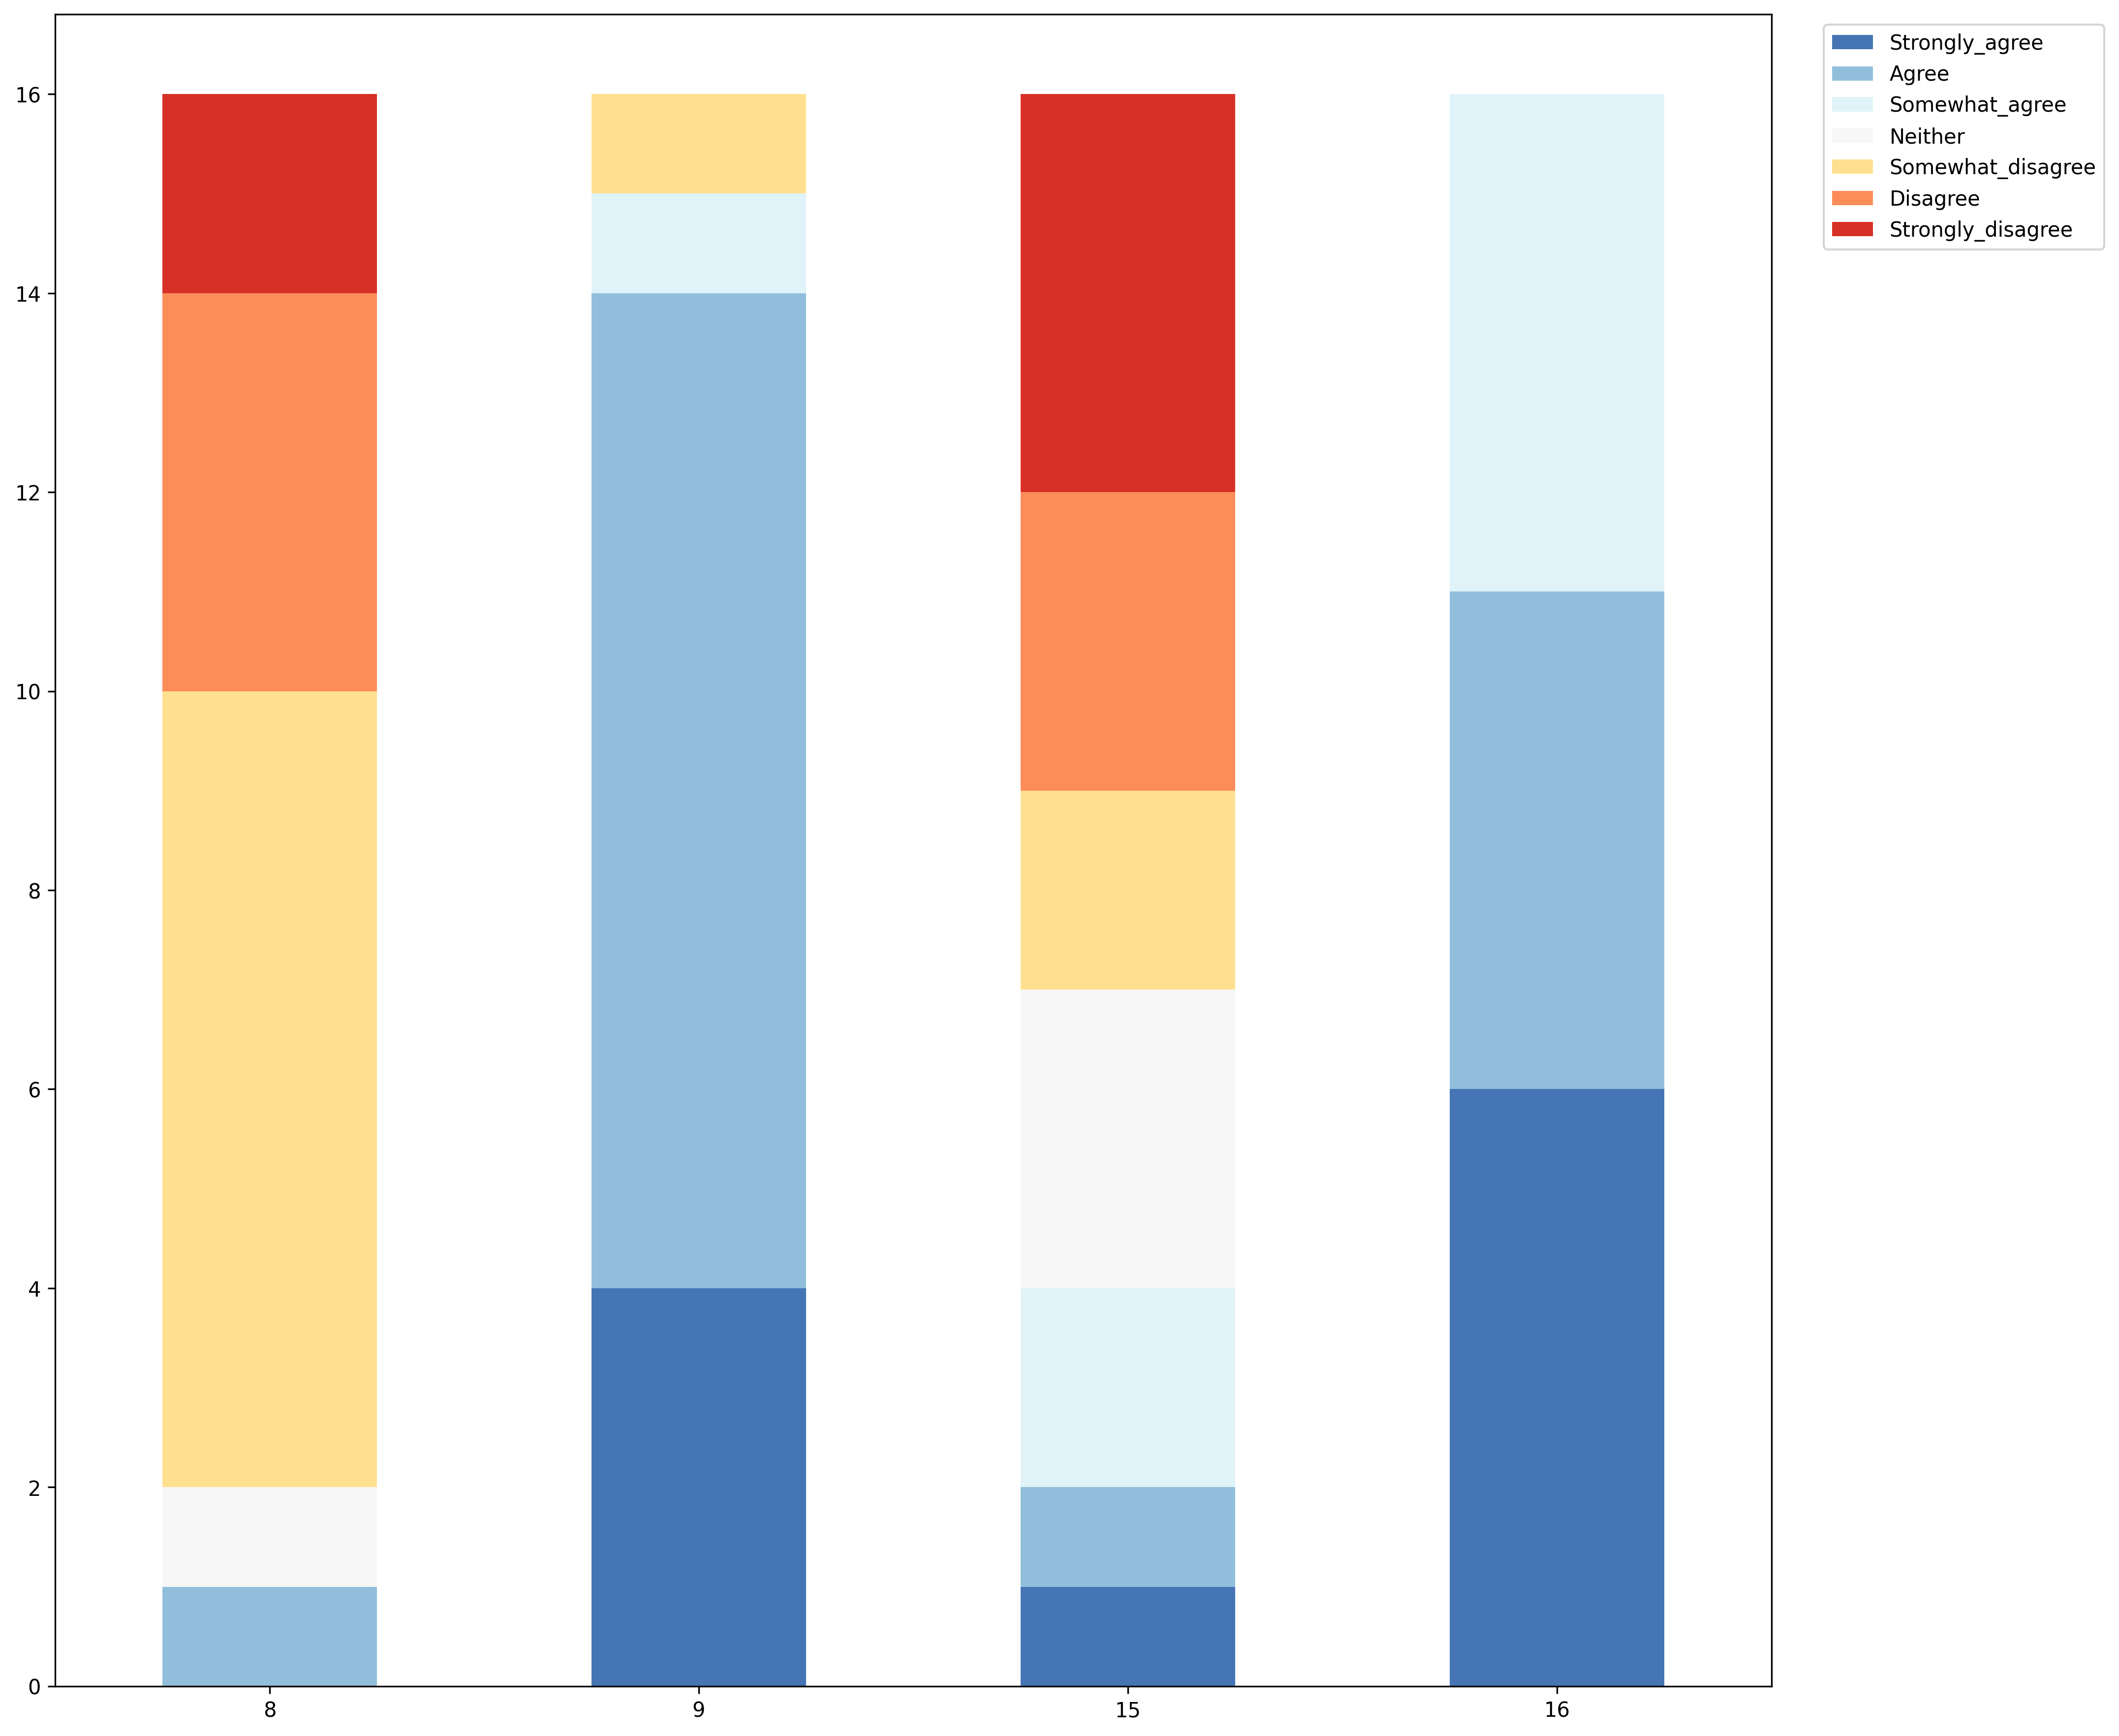 16
14
12
10
8
6
4
2
0
8 9 15 16
Strongly_agree
Agree
Somewhat_agree
Neither
Somewhat_disagree
Disagree
Strongly_disagree